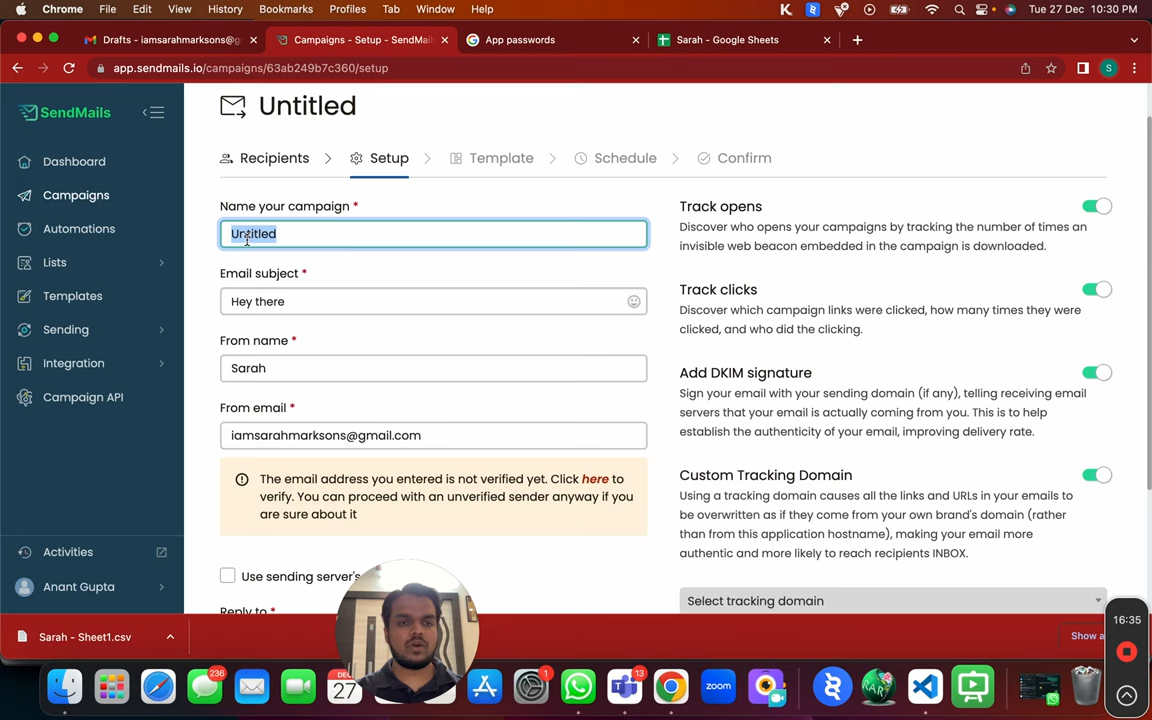 Chrome File Edit View History Bookmarks Profiles Tab Window Help Tue 27 Dec 10:30 PM
Drafts - iamsarahmarksons@g Campaigns - Setup - SendMail App passwords Sarah - Google Sheets
app.sendmails.io/campaigns/63ab249b7c360/setup S
SendMails
Dashboard
Campaigns
Automations
Lists
Templates
Sending
Integration
Campaign API
Activities
Anant Gupta
Untitled
Recipients Setup Template Schedule Confirm
Name your campaign *
Untitled
Email subject *
Hey there
From name *
Sarah
From email *
iamsarahmarksons@gmail.com
The email address you entered is not verified yet. Click here to
verify. You can proceed with an unverified sender anyway if you
are sure about it
Use sending server's
Reply to *
Track opens
Discover who opens your campaigns by tracking the number of times an
invisible web beacon embedded in the campaign is downloaded.
Track clicks
Discover which campaign links were clicked, how many times they were
clicked, and who did the clicking.
Add DKIM signature
Sign your email with your sending domain (if any), telling receiving email
servers that your email is actually coming from you. This is to help
establish the authenticity of your email, improving delivery rate.
Custom Tracking Domain
Using a tracking domain causes all the links and URLs in your emails to
be overwritten as if they come from your own brand's domain (rather
than from this application hostname), making your email more
authentic and more likely to reach recipients INBOX.
Select tracking domain
16:35
Sarah - Sheet1.csv Show a
236 27 zoom 1 13